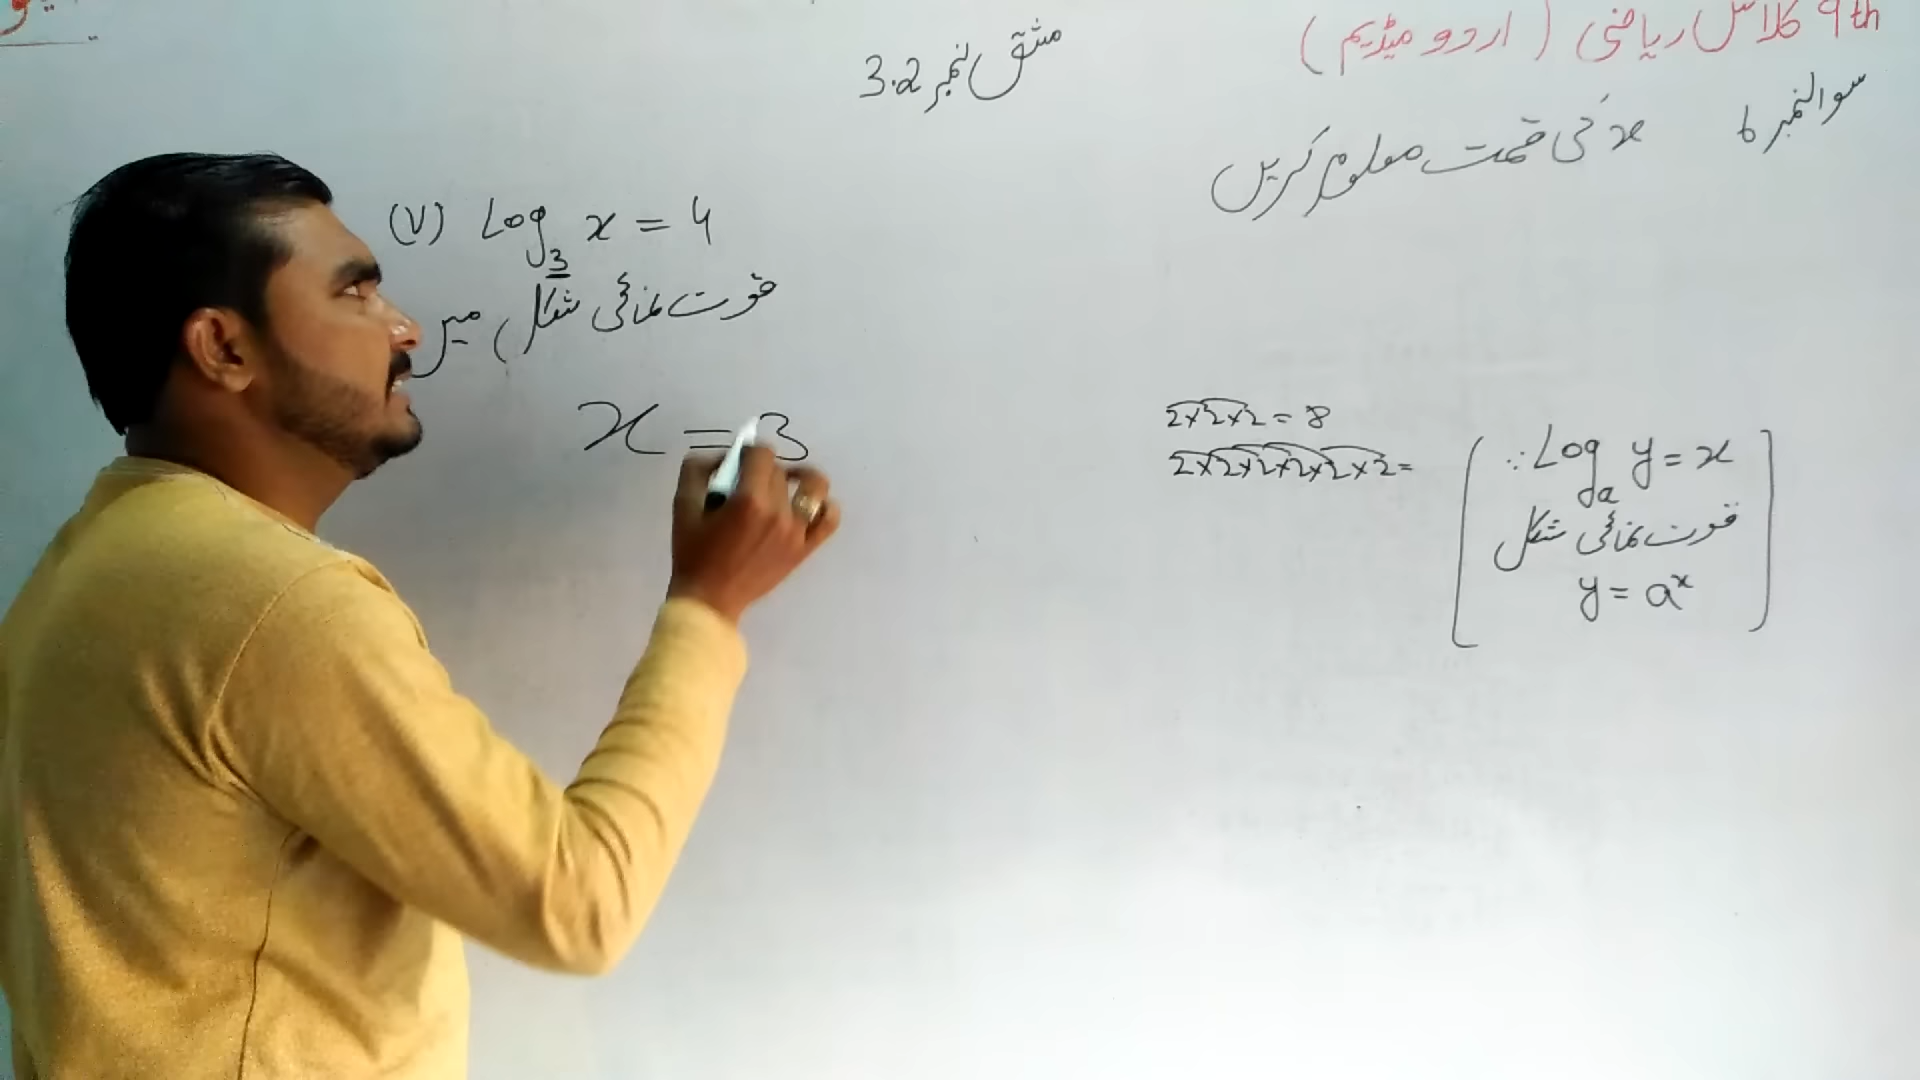 9th کلاس ریاضی (اردو میڈیم)
مشق نمبر 3.2
سوال نمبر 6 x کی قیمت معلوم کریں
(V) Log₃ x = 4
قوت نمائی شکل میں
x = 3
2×2×2 = 8
2×2×2×2×2×2=
∵ Logₐ y = x
قوت نمائی شکل
y = aˣ